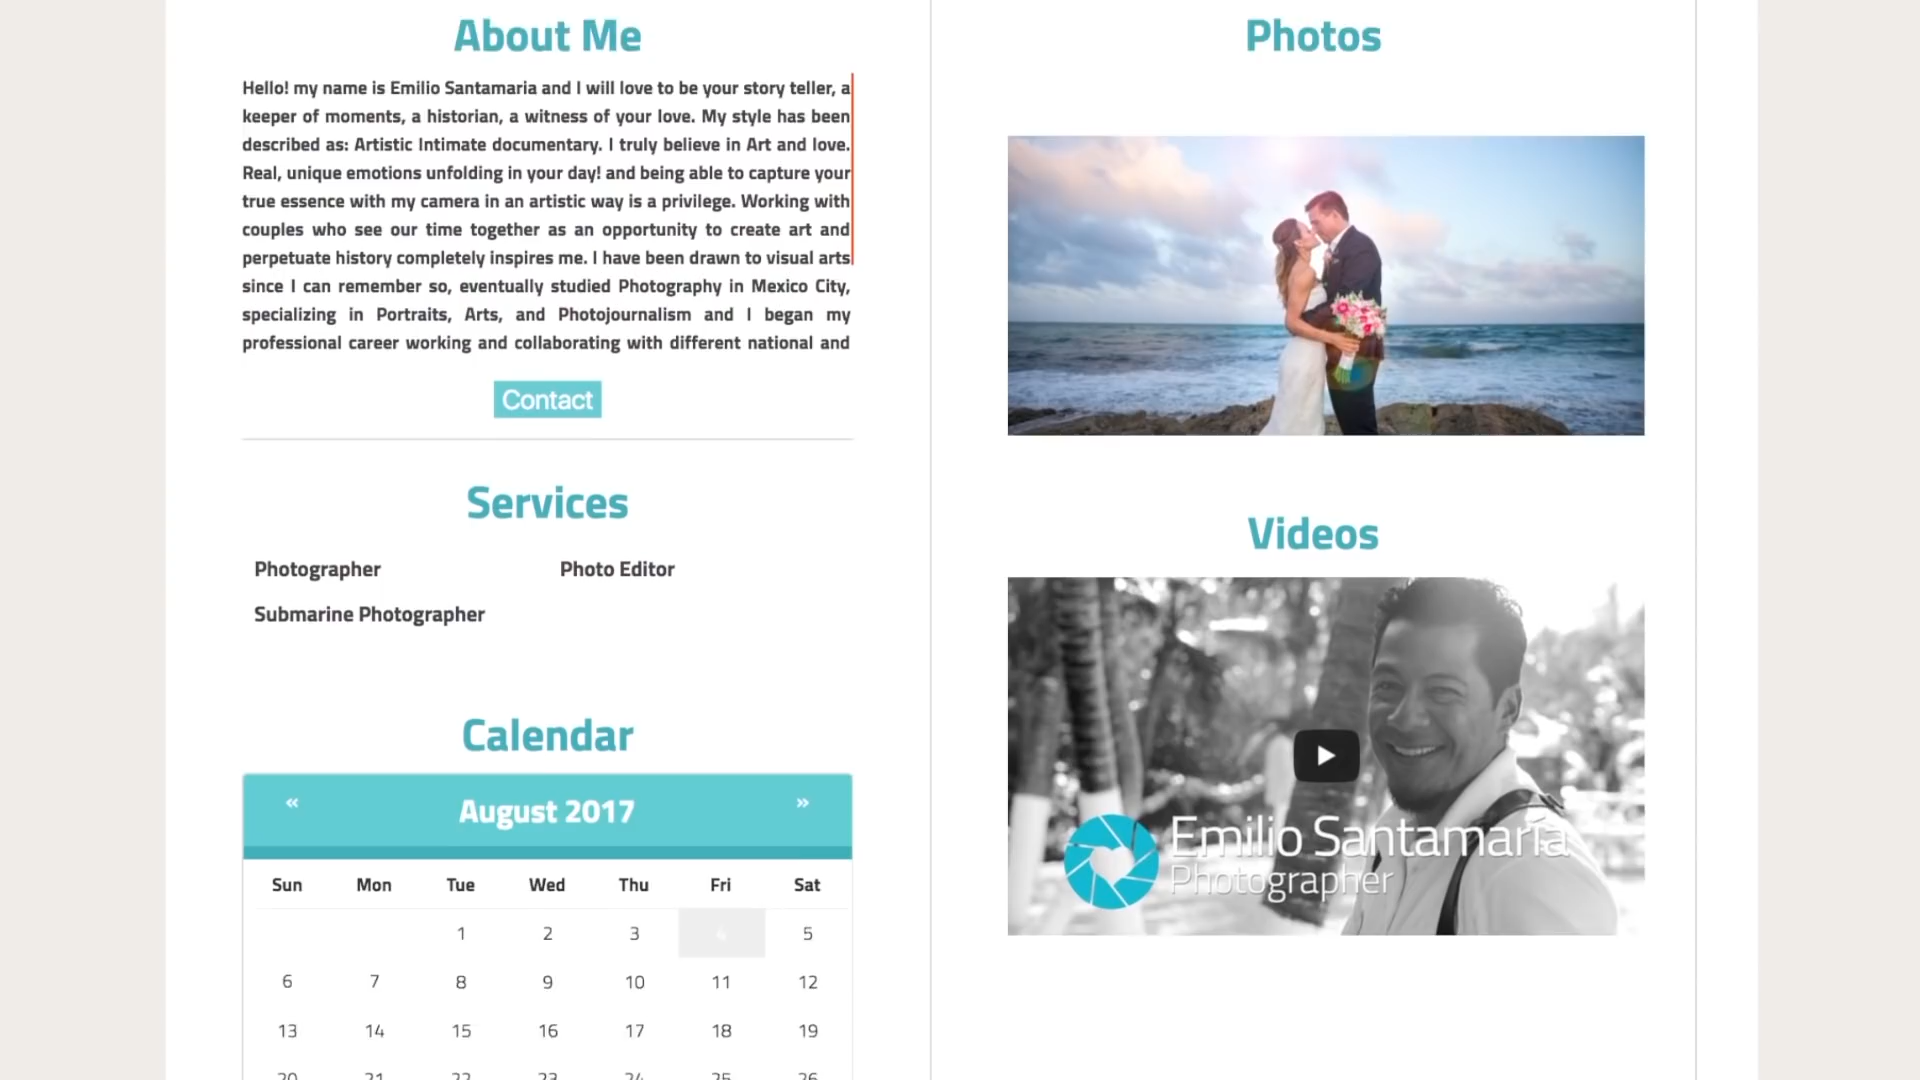 About Me
Hello! my name is Emilio Santamaria and I will love to be your story teller, a
keeper of moments, a historian, a witness of your love. My style has been
described as: Artistic Intimate documentary. I truly believe in Art and love.
Real, unique emotions unfolding in your day! and being able to capture your
true essence with my camera in an artistic way is a privilege. Working with
couples who see our time together as an opportunity to create art and
perpetuate history completely inspires me. I have been drawn to visual arts
since I can remember so, eventually studied Photography in Mexico City,
specializing in Portraits, Arts, and Photojournalism and I began my
professional career working and collaborating with different national and
Contact
Services
Photographer Photo Editor
Submarine Photographer
Calendar
« August 2017 »
Sun Mon Tue Wed Thu Fri Sat
1 2 3 4 5
6 7 8 9 10 11 12
13 14 15 16 17 18 19
20 21 22 23 24 25 26
Photos
Videos
Emilio Santamaria
Photographer